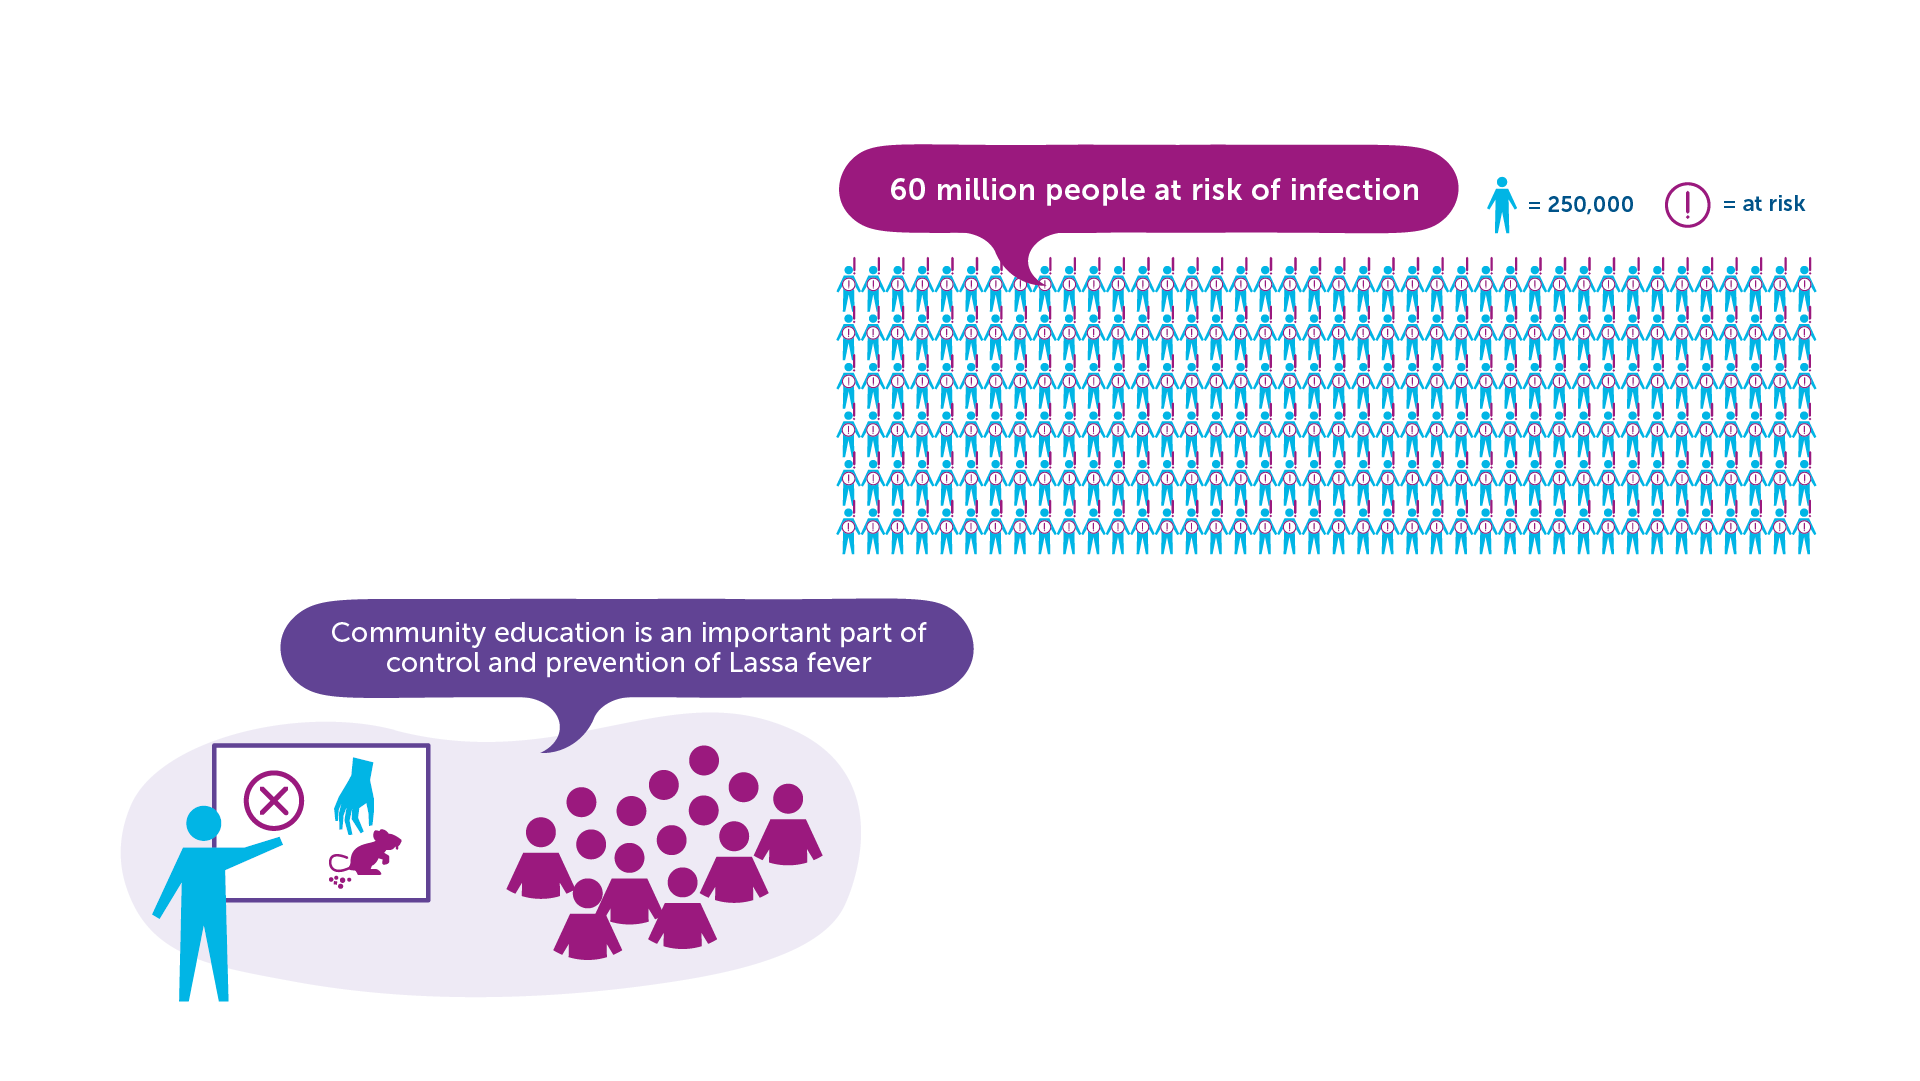 60 million people at risk of infection
= 250,000
= at risk
Community education is an important part of
control and prevention of Lassa fever